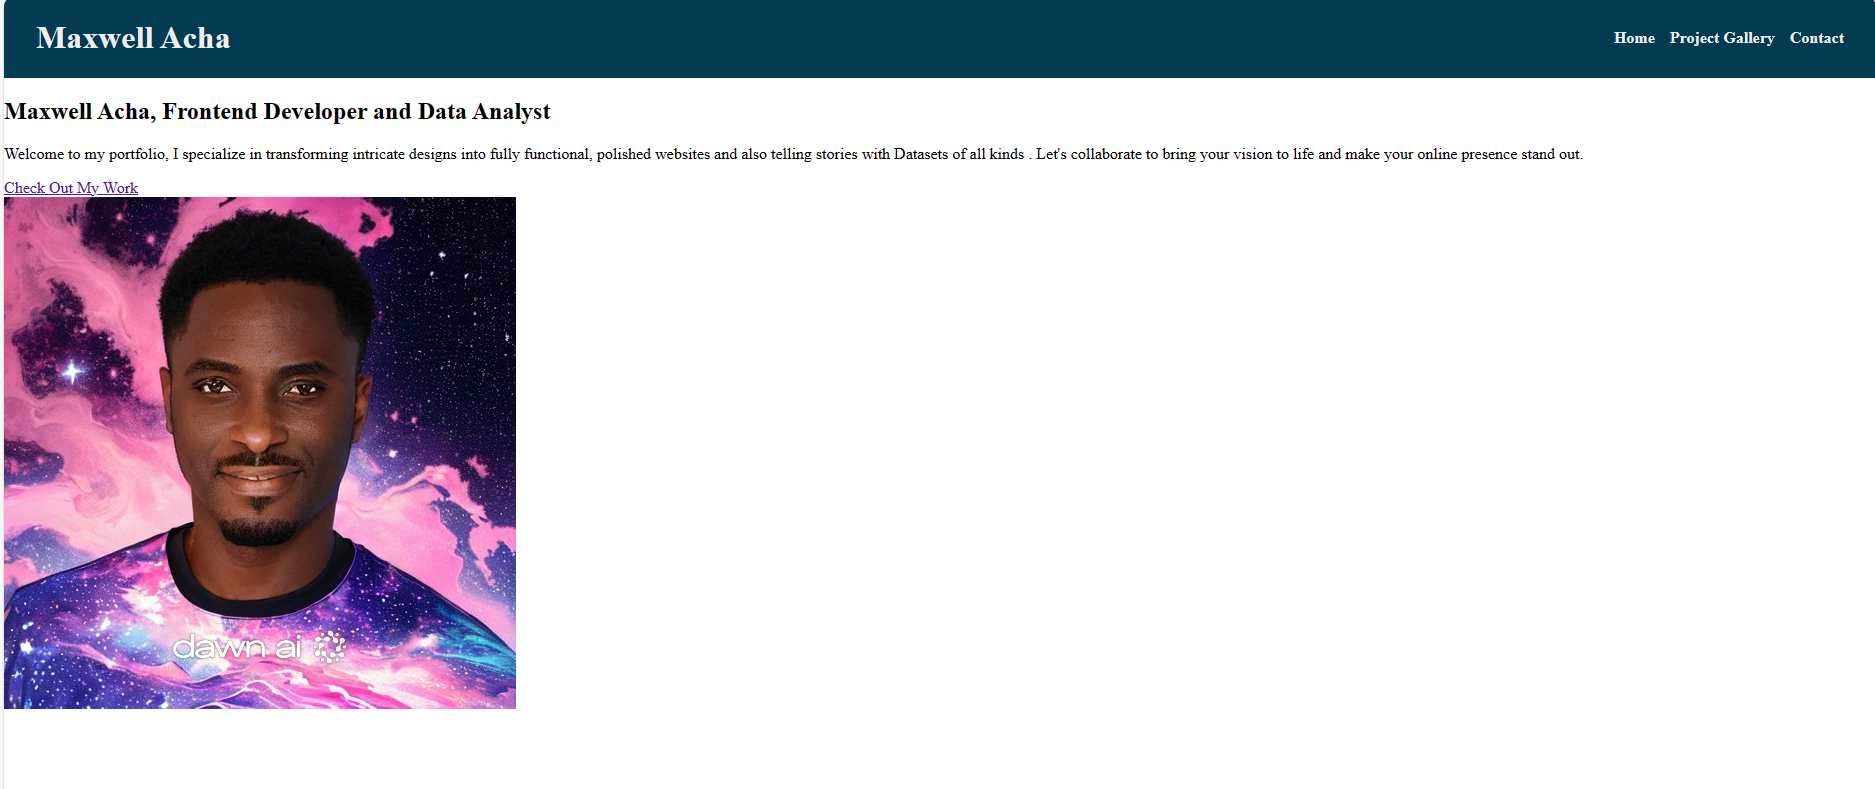 Maxwell Acha
Home Project Gallery Contact
Maxwell Acha, Frontend Developer and Data Analyst
Welcome to my portfolio, I specialize in transforming intricate designs into fully functional, polished websites and also telling stories with Datasets of all kinds . Let's collaborate to bring your vision to life and make your online presence stand out.
Check Out My Work
dawn ai